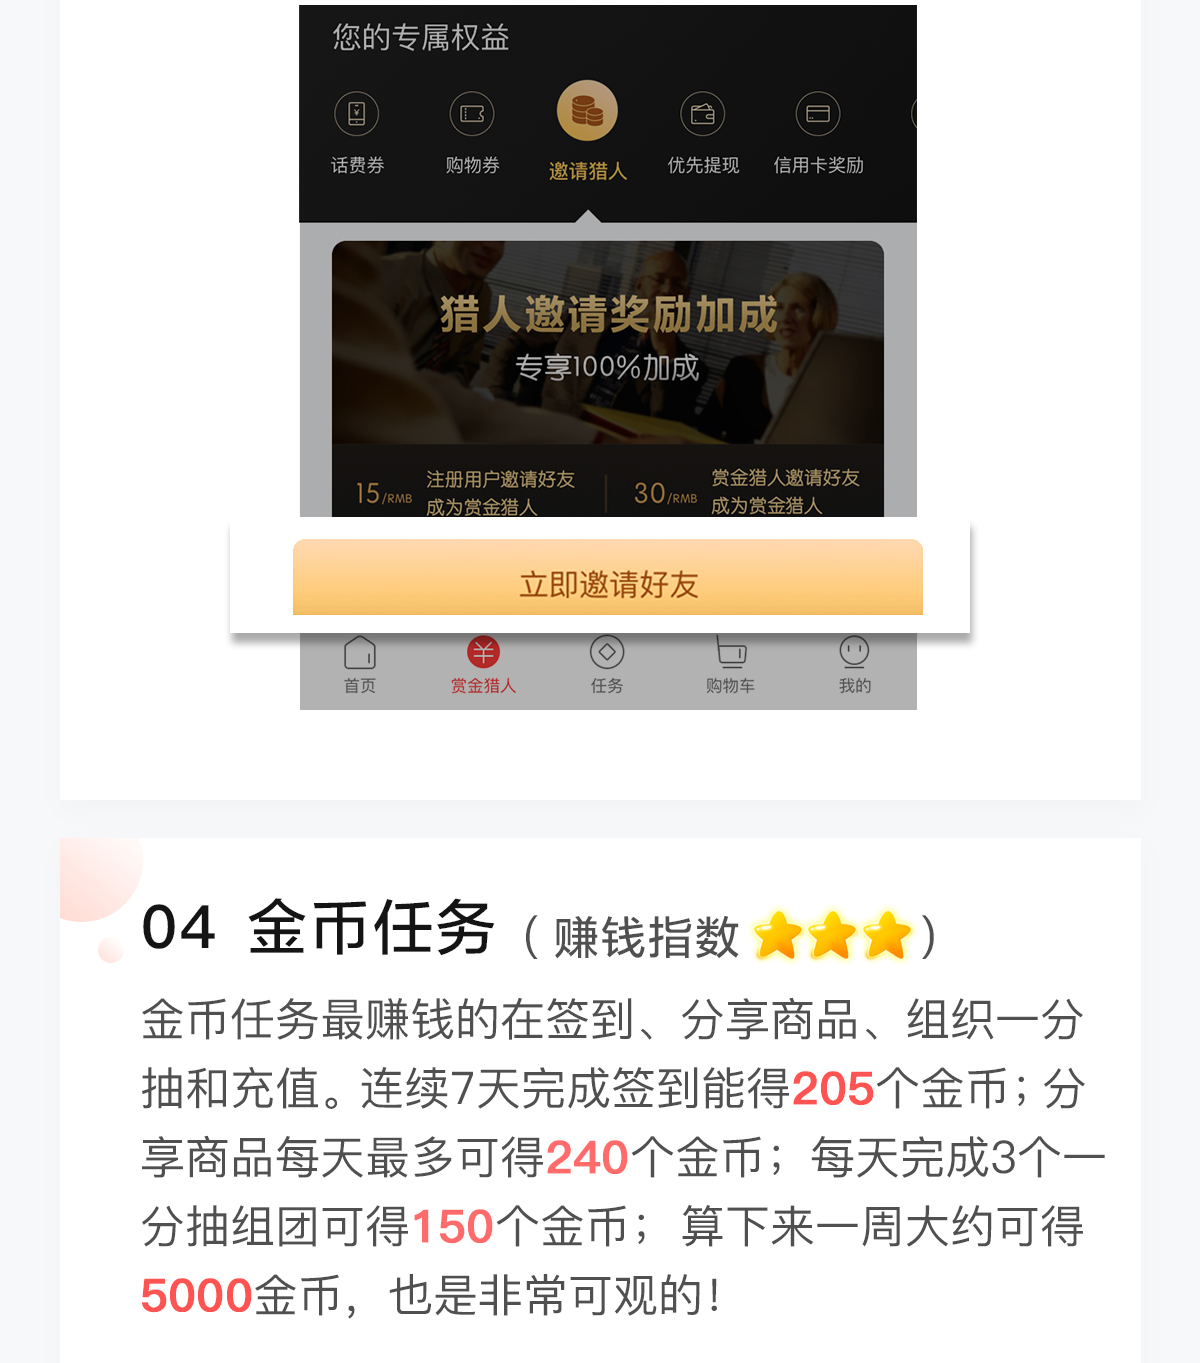 您的专属权益
话费券 购物券 邀请猎人 优先提现 信用卡奖励
猎人邀请奖励加成
专享100%加成
15/RMB 注册用户邀请好友 成为赏金猎人
30/RMB 赏金猎人邀请好友 成为赏金猎人
立即邀请好友
首页 赏金猎人 任务 购物车 我的
04 金币任务（赚钱指数）
金币任务最赚钱的在签到、分享商品、组织一分
抽和充值。连续7天完成签到能得205个金币；分
享商品每天最多可得240个金币；每天完成3个一
分抽组团可得150个金币；算下来一周大约可得
5000金币，也是非常可观的！